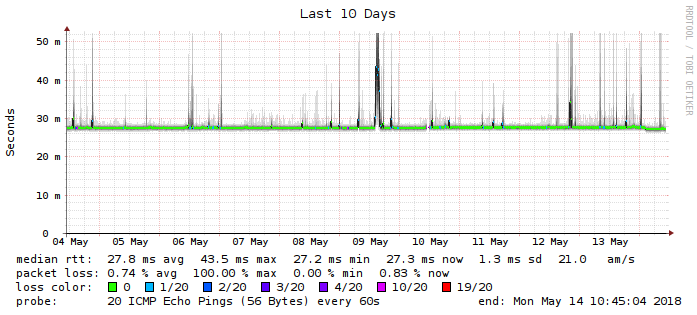 Last 10 Days
RRDTOOL / TOBI OETIKER
Seconds
50 m
40 m
30 m
20 m
10 m
0
04 May 05 May 06 May 07 May 08 May 09 May 10 May 11 May 12 May 13 May
median rtt: 27.8 ms avg 43.5 ms max 27.2 ms min 27.3 ms now 1.3 ms sd 21.0 am/s
packet loss: 0.74 % avg 100.00 % max 0.00 % min 0.83 % now
loss color: 0 1/20 2/20 3/20 4/20 10/20 19/20
probe: 20 ICMP Echo Pings (56 Bytes) every 60s end: Mon May 14 10:45:04 2018